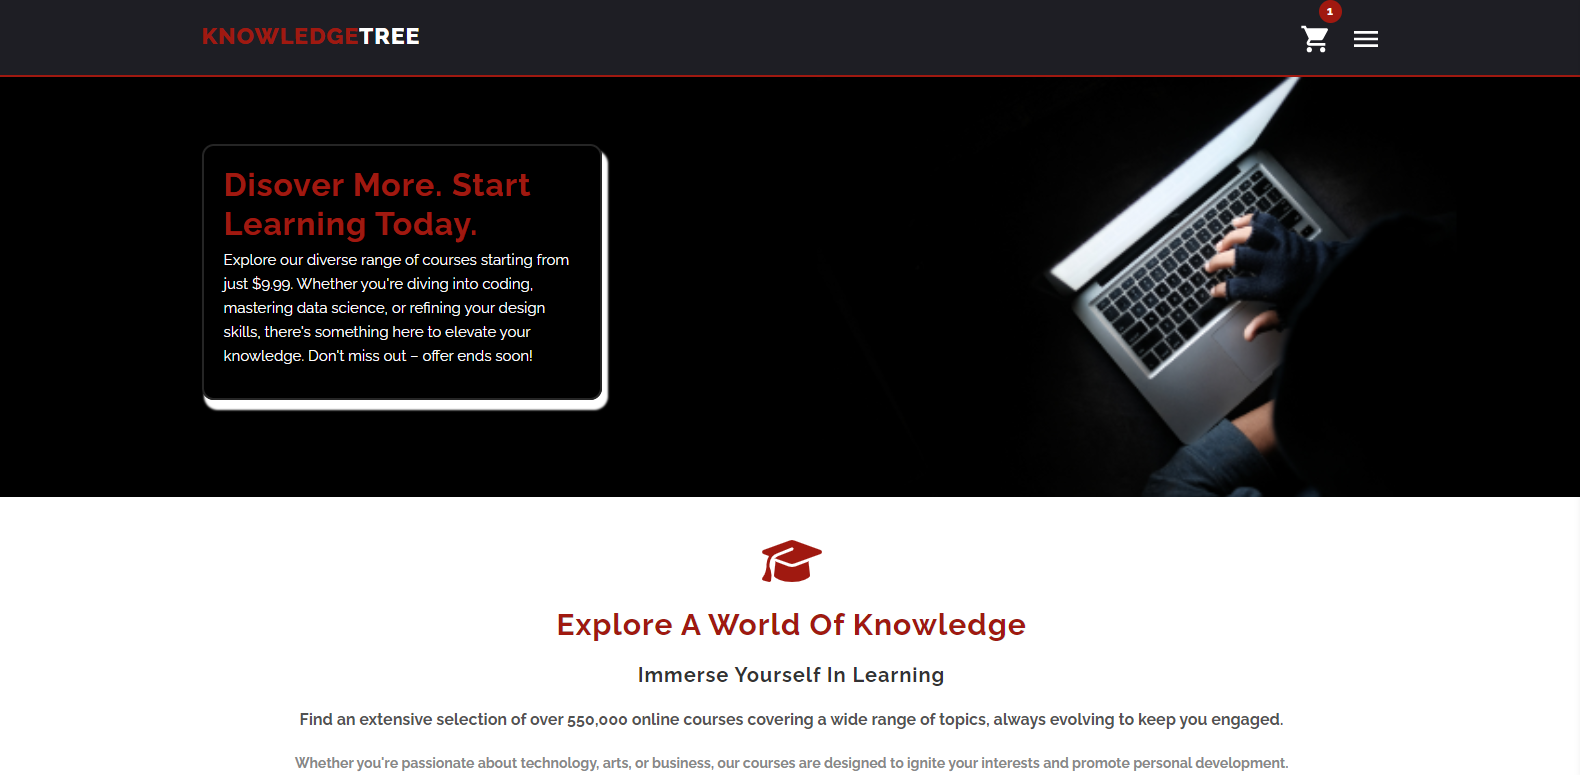 KNOWLEDGETREE
1
Disover More. Start
Learning Today.
Explore our diverse range of courses starting from
just $9.99. Whether you're diving into coding,
mastering data science, or refining your design
skills, there's something here to elevate your
knowledge. Don't miss out – offer ends soon!
Explore A World Of Knowledge
Immerse Yourself In Learning
Find an extensive selection of over 550,000 online courses covering a wide range of topics, always evolving to keep you engaged.
Whether you're passionate about technology, arts, or business, our courses are designed to ignite your interests and promote personal development.